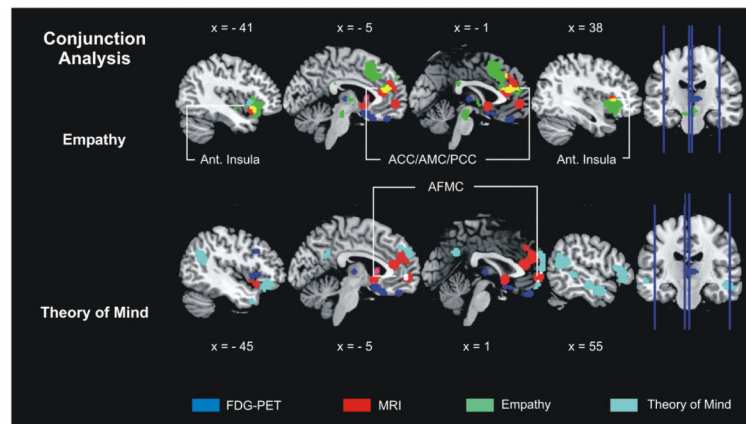 Conjunction
Analysis
x = - 41
x = - 5
x = - 1
x = 38
Empathy
Ant. Insula
ACC/AMC/PCC
Ant. Insula
AFMC
Theory of Mind
x = - 45
x = - 5
x = 1
x = 55
FDG-PET
MRI
Empathy
Theory of Mind